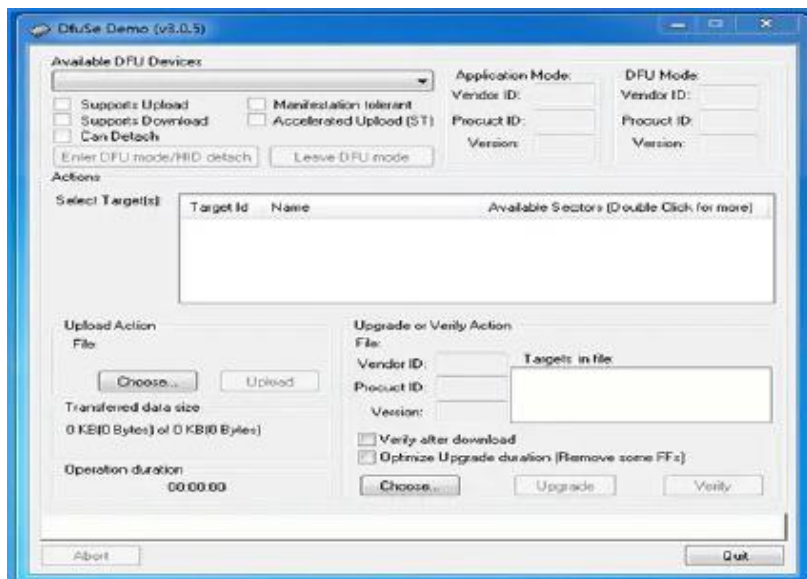 DfuSe Demo (v3.0.5)
Available DFU Devices
Supports Upload
Manifestation tolerant
Supports Download
Accelerated Upload (ST)
Can Detach
Enter DFU mode/HID detach
Leave DFU mode
Application Mode:
Vendor ID:
Procuct ID:
Version:
DFU Mode:
Vendor ID:
Procuct ID:
Version:
Actions
Select Target(s):
Target Id Name Available Sectors (Double Click for more)
Upload Action
File:
Choose...
Upload
Transferred data size
0 KB(0 Bytes) of 0 KB(0 Bytes)
Operation duration
00:00:00
Upgrade or Verify Action
File:
Vendor ID:
Procuct ID:
Version:
Targets in file:
Verify after download
Optimize Upgrade duration (Remove some FFs)
Choose...
Upgrade
Verify
Abort
Quit